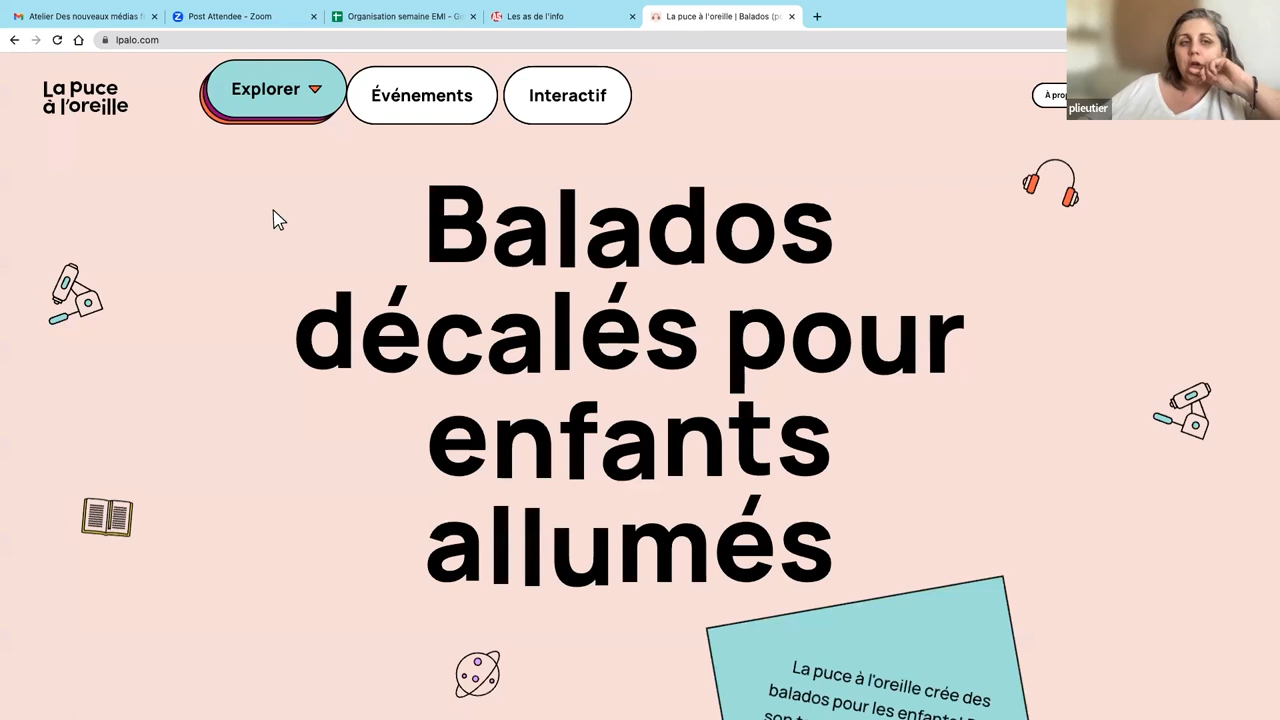 Atelier Des nouveaux médias
Post Attendee - Zoom
Organisation semaine EMI - G
Les as de l'info
La puce à l'oreille | Balados (p
lpalo.com
La puce
à l'oreille
Explorer
Événements
Interactif
plieutier
Balados
décalés pour
enfants
allumés
La puce à l'oreille crée des
balados pour les enfants!